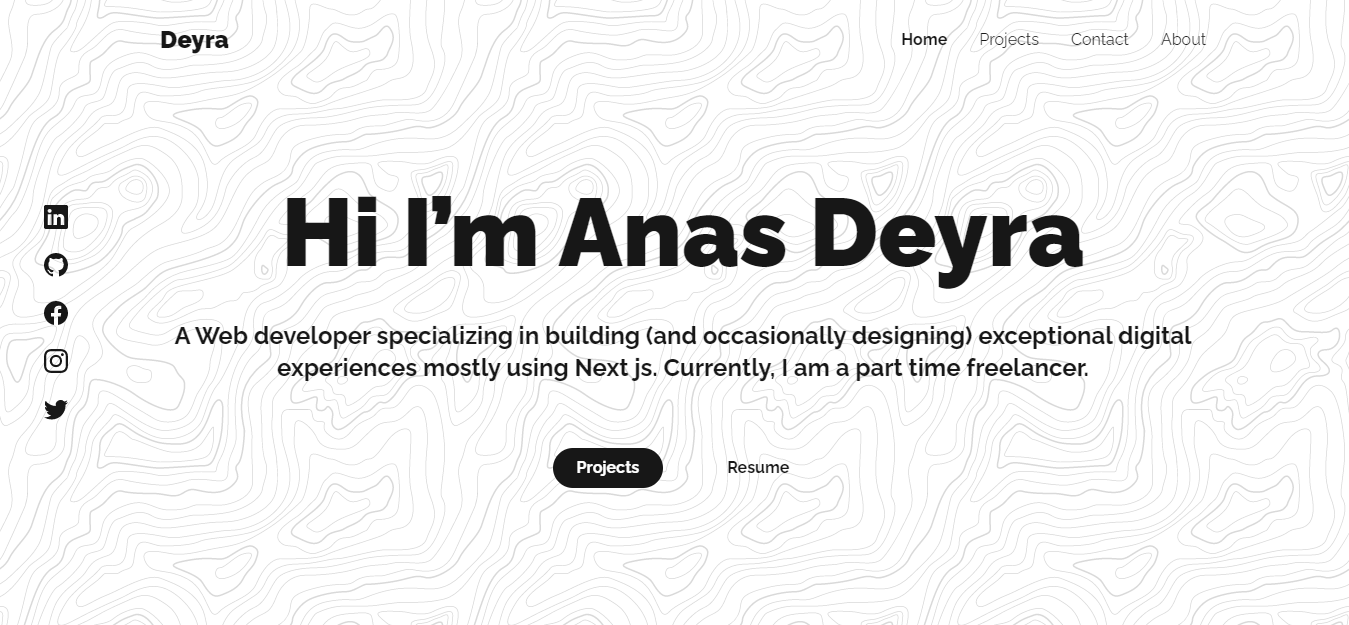 Deyra
Home Projects Contact About
Hi I’m Anas Deyra
A Web developer specializing in building (and occasionally designing) exceptional digital
experiences mostly using Next js. Currently, I am a part time freelancer.
Projects Resume